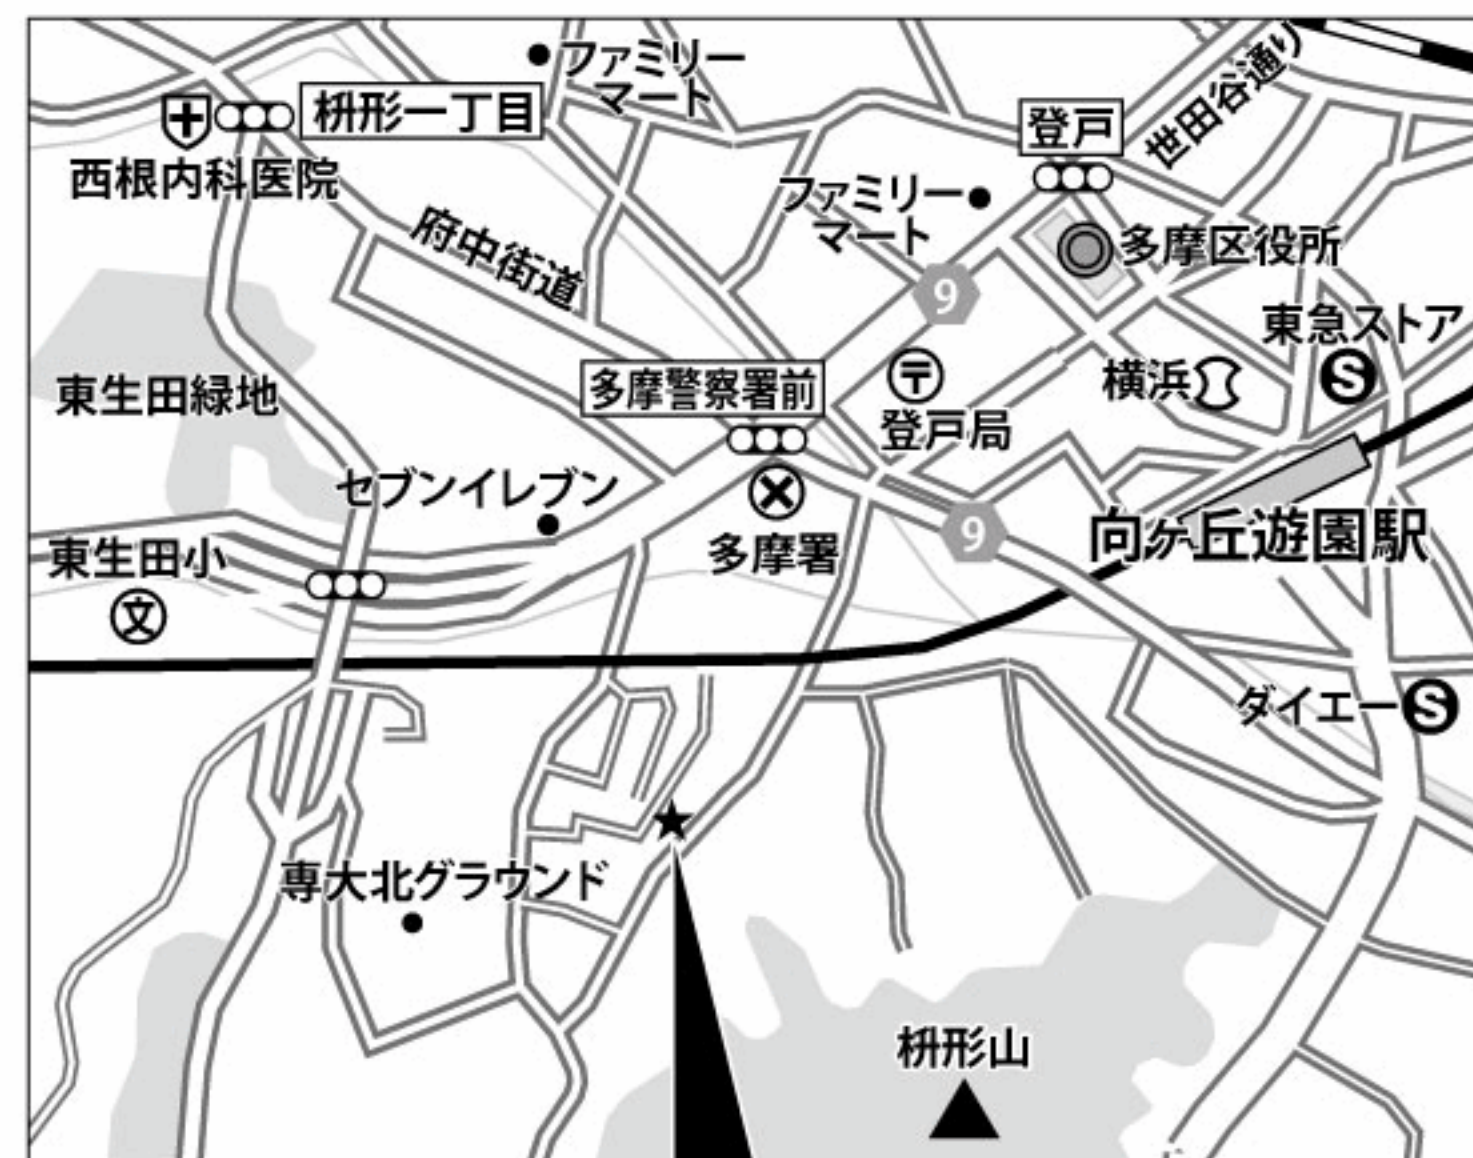 ファミリー
マート
枡形一丁目
西根内科医院
世田谷通り
登戸
ファミリー
マート
府中街道
多摩区役所
9
東急ストア
S
多摩警察署前
〒
登戸局
横浜
東生田緑地
セブンイレブン
9
向ヶ丘遊園駅
多摩署
東生田小
文
ダイエー
S
専大北グラウンド
枡形山